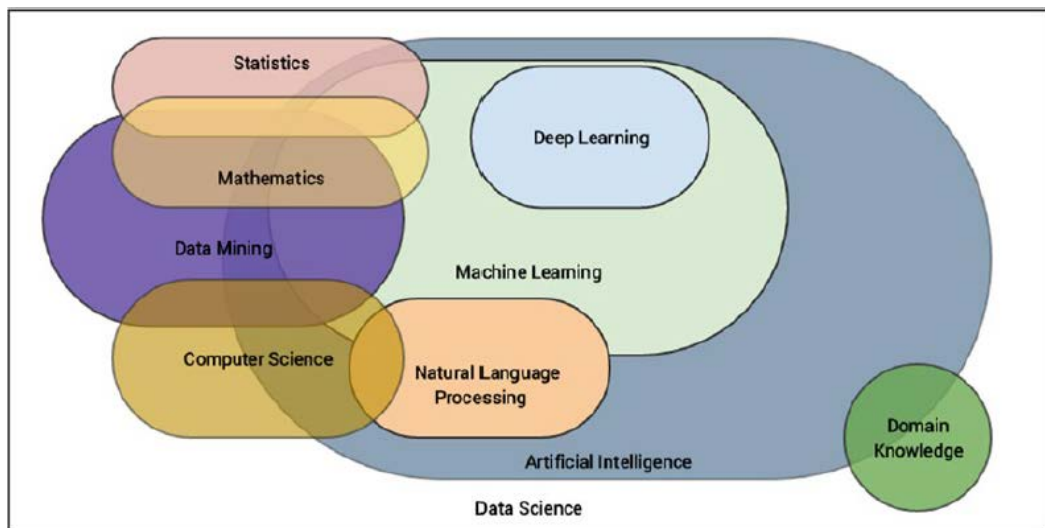 Statistics
Deep Learning
Mathematics
Data Mining
Machine Learning
Computer Science
Natural Language
Processing
Domain
Knowledge
Artificial Intelligence
Data Science